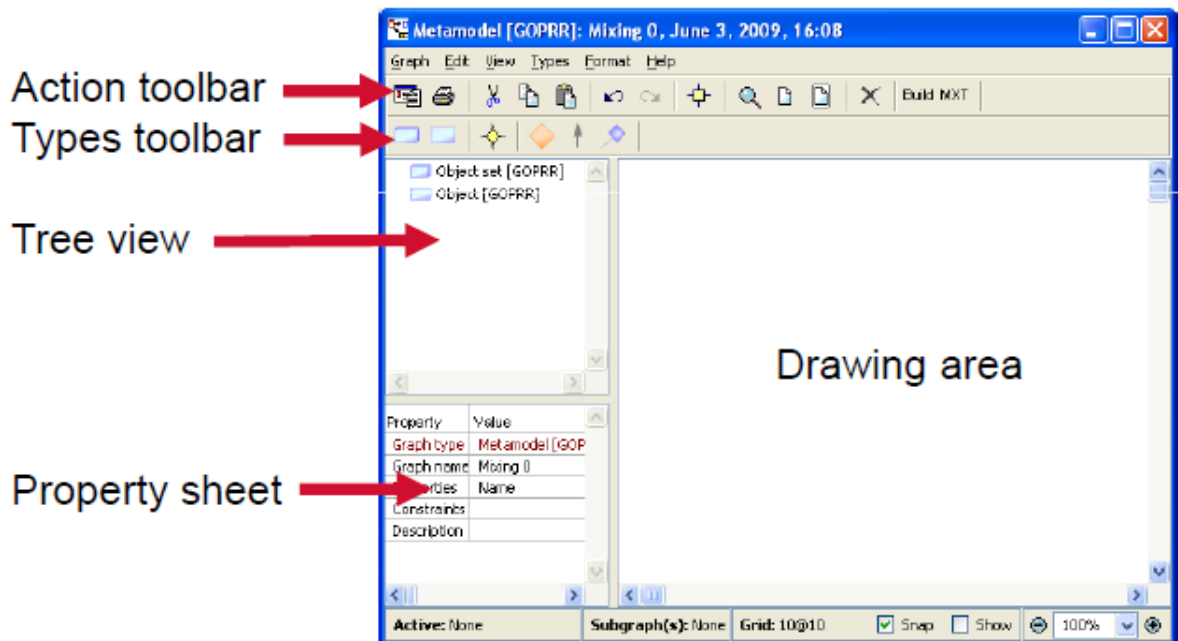 Metamodel [GOPRR]: Mixing 0, June 3, 2009, 16:08
Graph Edit View Types Format Help
Action toolbar
Build MXT
Types toolbar
Object set [GOPRR]
Object [GOPRR]
Tree view
Drawing area
Property Value
Graph type Metamodel [GOP
Graph name Mixing 0
Property sheet
Name
Constraints
Description
Active: None Subgraph(s): None Grid: 10@10 Snap Show 100%